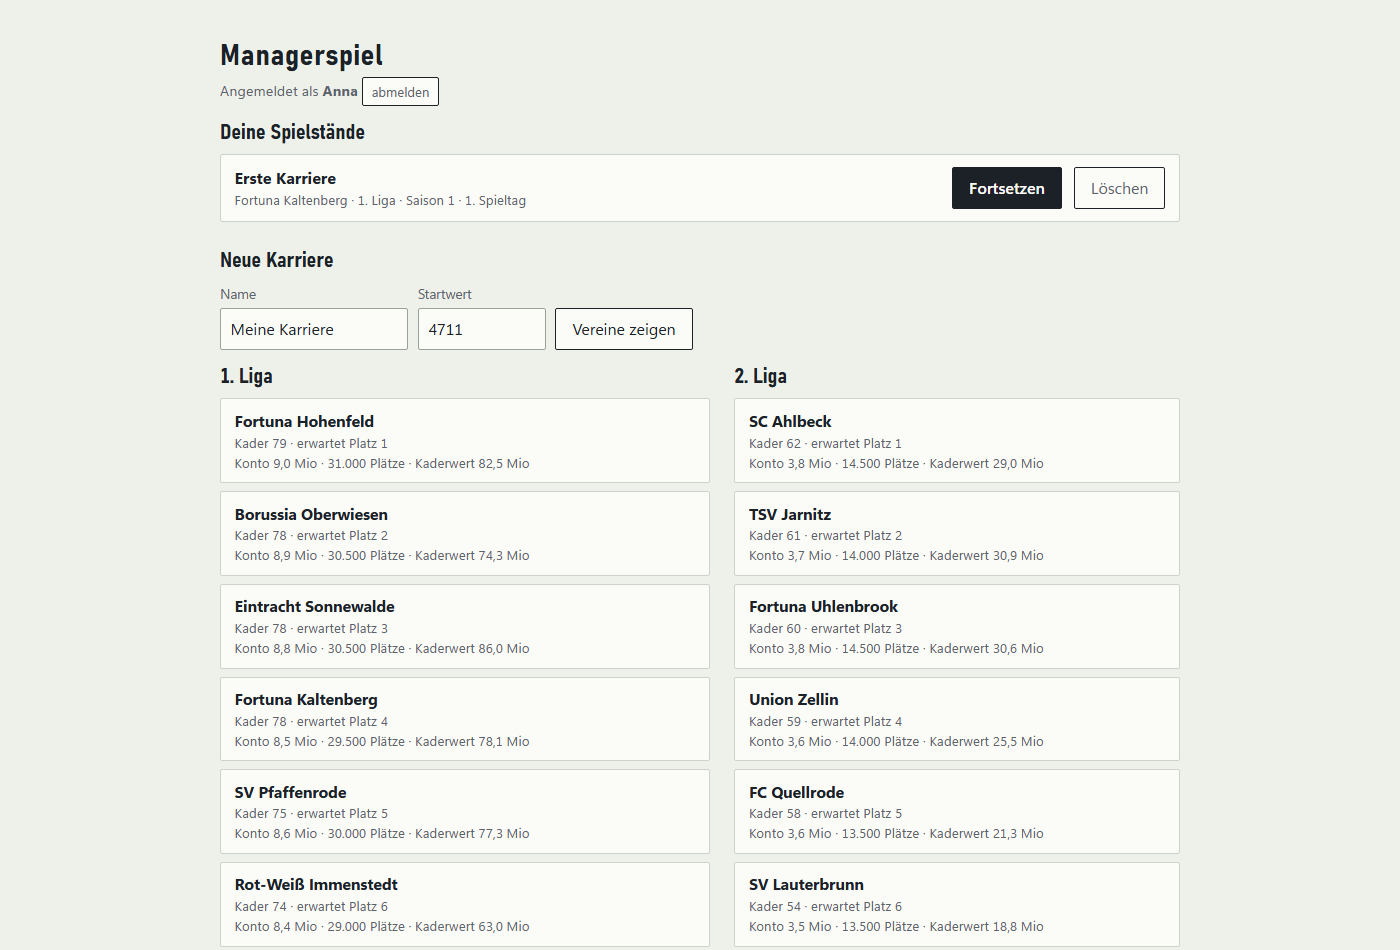 Managerspiel
Angemeldet als Anna abmelden
Deine Spielstände
Erste Karriere
Fortuna Kaltenberg · 1. Liga · Saison 1 · 1. Spieltag
Fortsetzen
Löschen
Neue Karriere
Name
Startwert
Meine Karriere
4711
Vereine zeigen
1. Liga
Fortuna Hohenfeld
Kader 79 · erwartet Platz 1
Konto 9,0 Mio · 31.000 Plätze · Kaderwert 82,5 Mio
Borussia Oberwiesen
Kader 78 · erwartet Platz 2
Konto 8,9 Mio · 30.500 Plätze · Kaderwert 74,3 Mio
Eintracht Sonnewalde
Kader 78 · erwartet Platz 3
Konto 8,8 Mio · 30.500 Plätze · Kaderwert 86,0 Mio
Fortuna Kaltenberg
Kader 78 · erwartet Platz 4
Konto 8,5 Mio · 29.500 Plätze · Kaderwert 78,1 Mio
SV Pfaffenrode
Kader 75 · erwartet Platz 5
Konto 8,6 Mio · 30.000 Plätze · Kaderwert 77,3 Mio
Rot-Weiß Immenstedt
Kader 74 · erwartet Platz 6
Konto 8,4 Mio · 29.000 Plätze · Kaderwert 63,0 Mio
2. Liga
SC Ahlbeck
Kader 62 · erwartet Platz 1
Konto 3,8 Mio · 14.500 Plätze · Kaderwert 29,0 Mio
TSV Jarnitz
Kader 61 · erwartet Platz 2
Konto 3,7 Mio · 14.000 Plätze · Kaderwert 30,9 Mio
Fortuna Uhlenbrook
Kader 60 · erwartet Platz 3
Konto 3,8 Mio · 14.500 Plätze · Kaderwert 30,6 Mio
Union Zellin
Kader 59 · erwartet Platz 4
Konto 3,6 Mio · 14.000 Plätze · Kaderwert 25,5 Mio
FC Quellrode
Kader 58 · erwartet Platz 5
Konto 3,6 Mio · 13.500 Plätze · Kaderwert 21,3 Mio
SV Lauterbrunn
Kader 54 · erwartet Platz 6
Konto 3,5 Mio · 13.500 Plätze · Kaderwert 18,8 Mio